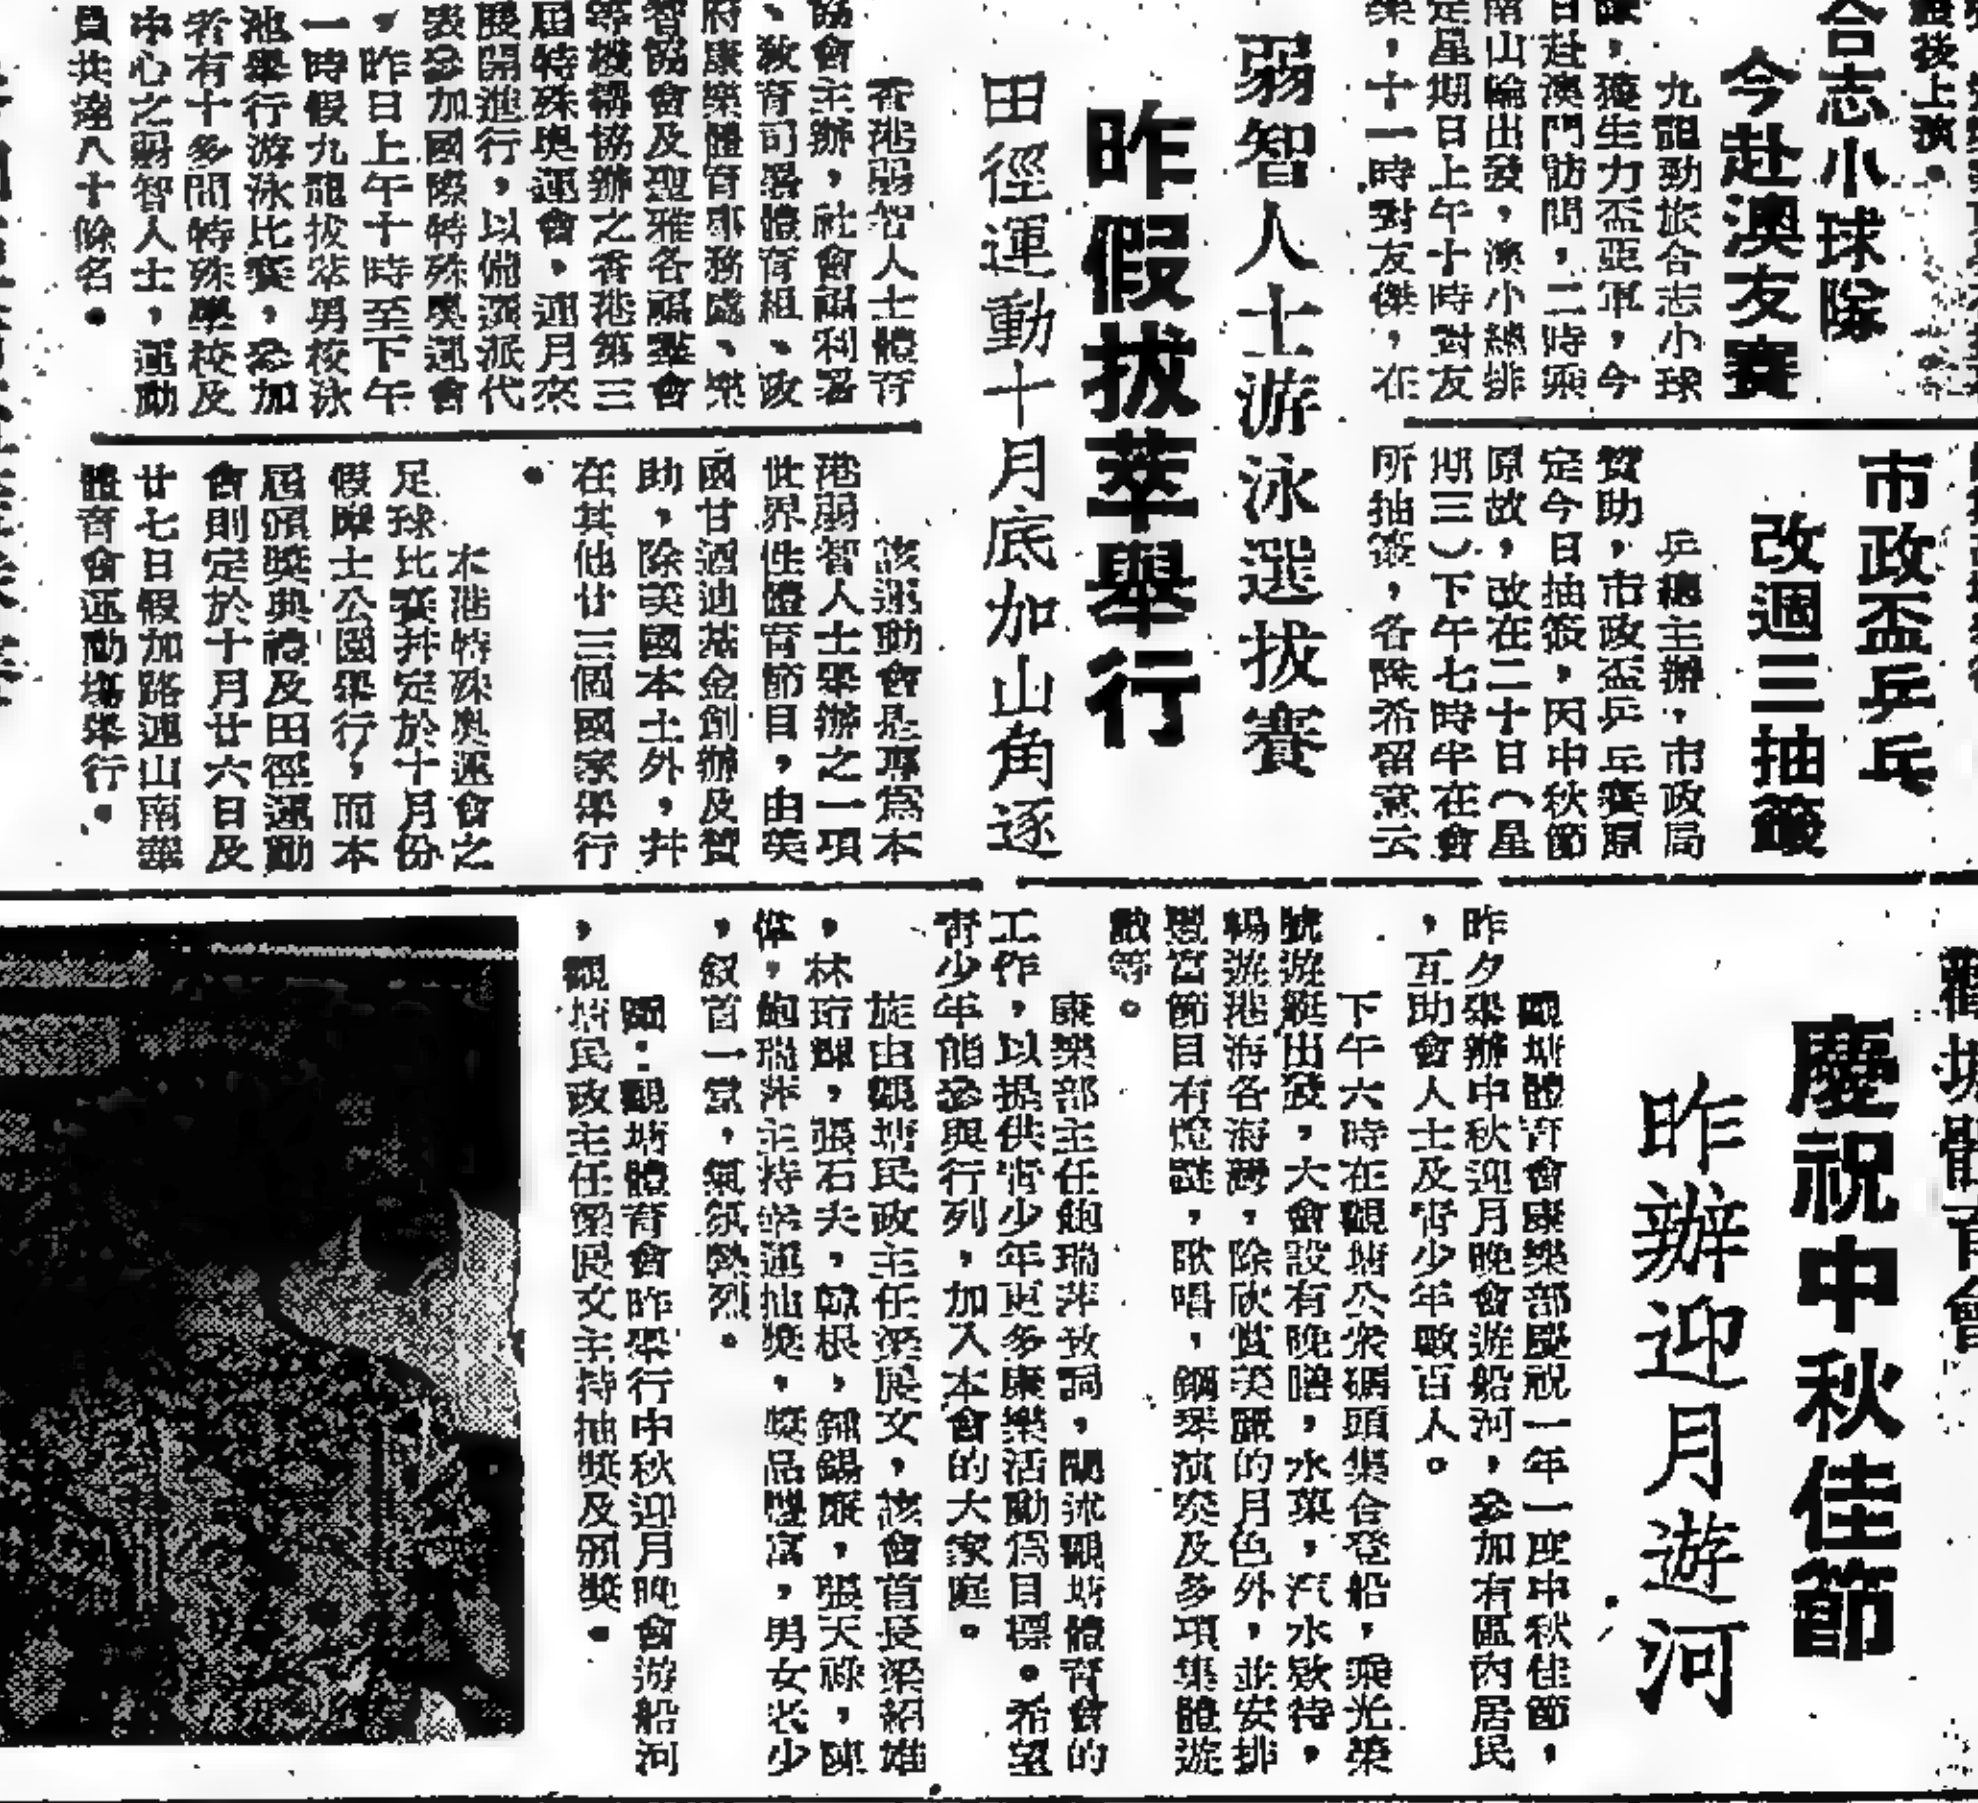 合志小球隊
今赴澳友賽
九龍勁旅合志小球
隊，獲生力盃亞軍，今
日赴澳門訪問，二時乘
南山輪出發，澳小總排
定星期日上午十時對友
樂，十一時對友傑，在
市政盃乒乓
改週三抽籤
乒總主辦，市政局
贊助，市政盃乒乓賽原
定今日抽簽，因中秋節
原故，改在二十日（星
期三）下午七時半在會
所抽簽，各隊希留意云
弱智人士游泳選拔賽
昨假拔萃舉行
田徑運動十月底加山角逐
香港弱智人士體育
協會主辦，社會福利署
、教育司署體育組、政
府康樂體育事務處、樂
智協會及聖雅各福羣會
等機構協辦之香港第三
屆特殊奧運會，連月來
展開進行，以備選派代
表參加國際特殊奧運會
，昨日上午十時至下午
一時假九龍拔萃男校泳
池舉行游泳比賽，參加
者有十多間特殊學校及
中心之弱智人士，運動
員共達八十餘名。
該運動會是專為本
港弱智人士舉辦之一項
世界性體育節目，由美
國甘迺迪基金創辦及贊
助，除美國本土外，并
在其他廿三個國家舉行
。
本港特殊奧運會之
足球比賽并定於十月份
假摩士公園舉行，而本
屆頒獎典禮及田徑運動
會則定於十月廿六日及
廿七日假加路連山南華
體育會運動場舉行。
觀塘體育會
慶祝中秋佳節
昨辦迎月遊河
觀塘體育會康樂部慶祝一年一度中秋佳節，
昨夕舉辦中秋迎月晚會遊船河，參加有區內居民
，互助會人士及青少年數百人。
下午六時在觀塘公衆碼頭集合登船，乘光榮
號遊艇出發，大會設有晚膳，水菓，汽水欵待，
暢遊港海各海灣，除欣賞美麗的月色外，並安排
豐富節目有燈謎，歌唱，鋼琴演奏及多項集體遊
戲等。
康樂部主任鮑瑞萍致詞，闡述觀塘體育會的
工作，以提供青少年更多康樂活動為目標。希望
青少年能參與行列，加入本會的大家庭。
旋由觀塘民政主任梁展文，該會首長梁紹雄
，林珩輝，張石夫，韓根，鍾錫康，張天祿，陳
偉，鮑瑞萍主持幸運抽獎，獎品豐富，男女老少
，叙首一堂，氣氛熱烈。
圖：觀塘體育會昨舉行中秋迎月晚會游船河
，觀塘民政主任梁展文主持抽獎及頒獎。